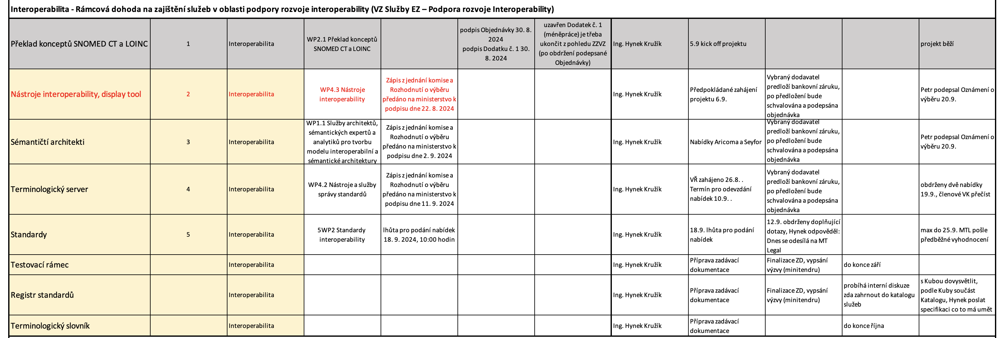 Interoperabilita - Rámcová dohoda na zajištění služeb v oblasti podpory rozvoje interoperability (VZ Služby EZ – Podpora rozvoje Interoperability)
Překlad konceptů SNOMED CT a LOINC
1
Interoperabilita
WP2.1 Překlad konceptů
SNOMED CT a LOINC
podpis Objednávky 30. 8.
2024
podpis Dodatku č. 1 30.
8. 2024
uzavřen Dodatek č. 1
(méněpráce) je třeba
ukončit z pohledu ZZVZ
(po obdržení podepsané
Objednávky)
Ing. Hynek Kružík
5.9 kick off projektu
projekt běží
Nástroje interoperability, display tool
2
Interoperabilita
WP4.3 Nástroje
interoperability
Zápis z jednání komise a
Rozhodnutí o výběru
předáno na ministerstvo k
podpisu dne 22. 8. 2024
Ing. Hynek Kružík
Předpokládané zahájení
projektu 6.9.
Vybraný dodavatel
predloží bankovní záruku,
po předložení bude
schvalována a podepsána
objednávka
Petr podepsal Oznámení o
výběru 20.9.
Sémantičtí architekti
3
Interoperabilita
WP1.1 Služby architektů,
sémantických expertů a
analytiků pro tvorbu
modelu interoperabilní a
sémantické architektury
Zápis z jednání komise a
Rozhodnutí o výběru
předáno na ministerstvo k
podpisu dne 2. 9. 2024
Ing. Hynek Kružík
Nabídky Aricoma a Seyfor
Vybraný dodavatel
predloží bankovní záruku,
po předložení bude
schvalována a podepsána
objednávka
Petr podepsal Oznámení o
výběru 20.9.
Terminologický server
4
Interoperabilita
WP4.2 Nástroje a služby
správy standardů
Zápis z jednání komise a
Rozhodnutí o výběru
předáno na ministerstvo k
podpisu dne 11. 9. 2024
Ing. Hynek Kružík
VŘ zahájeno 26.8. .
Termín pro odevzdání
nabídek 10.9. .
Vybraný dodavatel
predloží bankovní záruku,
po předložení bude
schvalována a podepsána
objednávka
obdrženy dvě nabídky
19.9., členové VK přečíst
Standardy
5
Interoperabilita
5WP2 Standardy
interoperability
lhůta pro podání nabídek
18. 9. 2024, 10:00 hodin
Ing. Hynek Kružík
18.9. lhůta pro podání
nabídek
12.9. obdrženy doplňující
dotazy, Hynek odpověděl:
Dnes se odesílá na MT
Legal
max do 25.9. MTL pošle
předběžné vyhodnocení
Testovací rámec
Interoperabilita
Ing. Hynek Kružík
Příprava zadávací
dokumentace
Finalizace ZD, vypsání
výzvy (minitendru)
do konce září
Registr standardů
Interoperabilita
Ing. Hynek Kružík
Příprava zadávací
dokumentace
Finalizace ZD, vypsání
výzvy (minitendru)
probíhá interní diskuze
zda zahrnout do katalogu
služeb
s Kubou dovysvětlit,
podle Kuby součást
Katalogu, Hynek poslat
specifikaci co to má umět
Terminologický slovník
Interoperabilita
Ing. Hynek Kružík
Příprava zadávací
dokumentace
do konce října